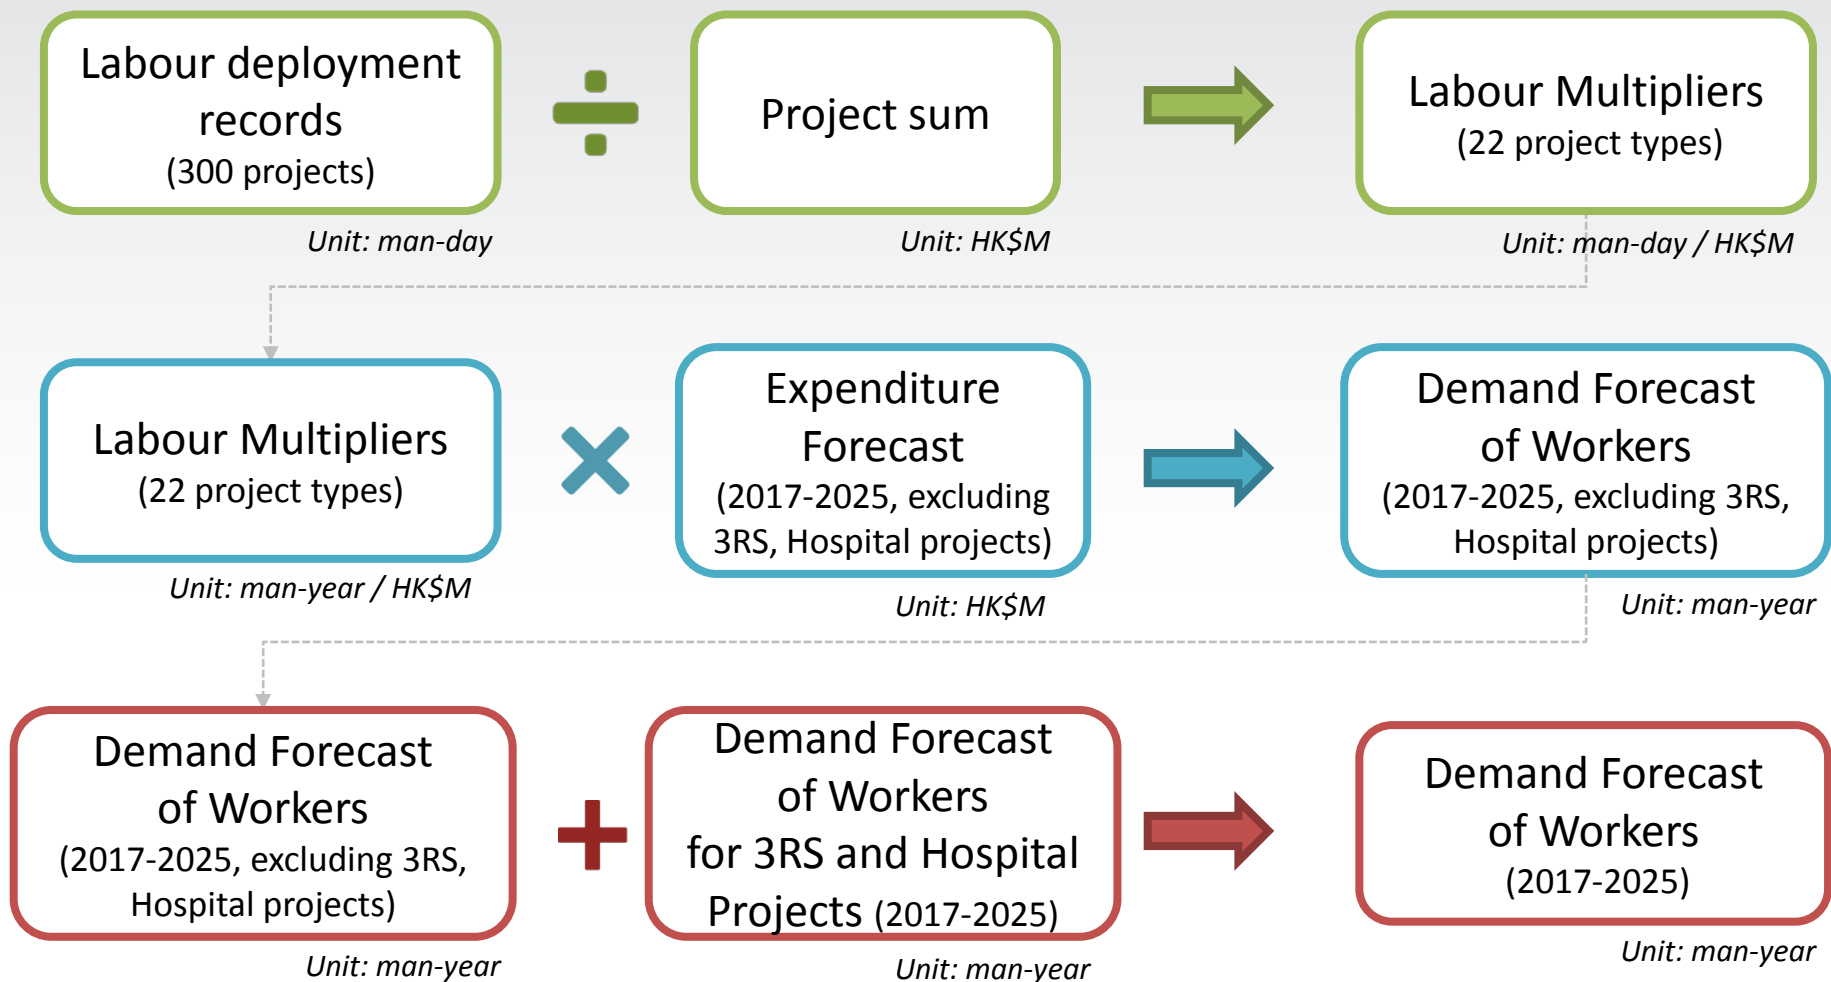 Labour deployment
records
(300 projects)
Unit: man-day
÷
Project sum
Unit: HK$M
Labour Multipliers
(22 project types)
Unit: man-day / HK$M
Labour Multipliers
(22 project types)
Unit: man-year / HK$M
×
Expenditure
Forecast
(2017-2025, excluding
3RS, Hospital projects)
Unit: HK$M
Demand Forecast
of Workers
(2017-2025, excluding 3RS,
Hospital projects)
Unit: man-year
Demand Forecast
of Workers
(2017-2025, excluding 3RS,
Hospital projects)
Unit: man-year
+
Demand Forecast
of Workers
for 3RS and Hospital
Projects (2017-2025)
Unit: man-year
Demand Forecast
of Workers
(2017-2025)
Unit: man-year